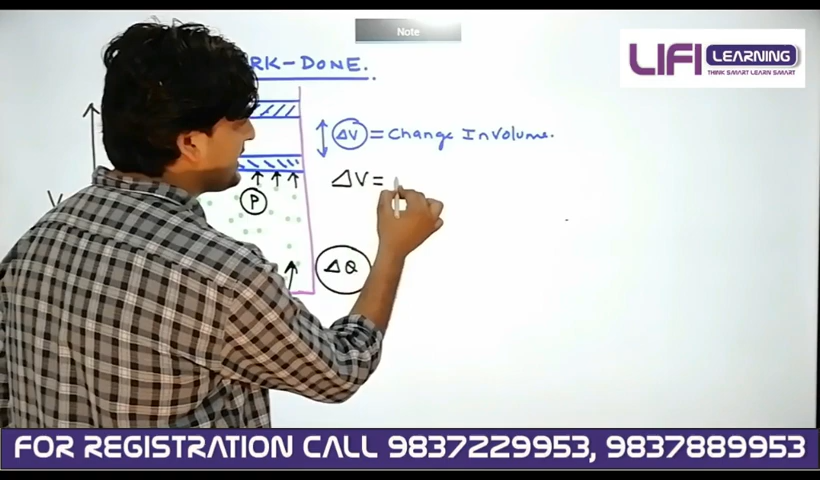 Note
RK-DONE.
LIFI LEARNING
THINK SMART LEARN SMART
ΔV = Change In Volume.
ΔV =
P
V
ΔQ
FOR REGISTRATION CALL 9837229953, 9837889953